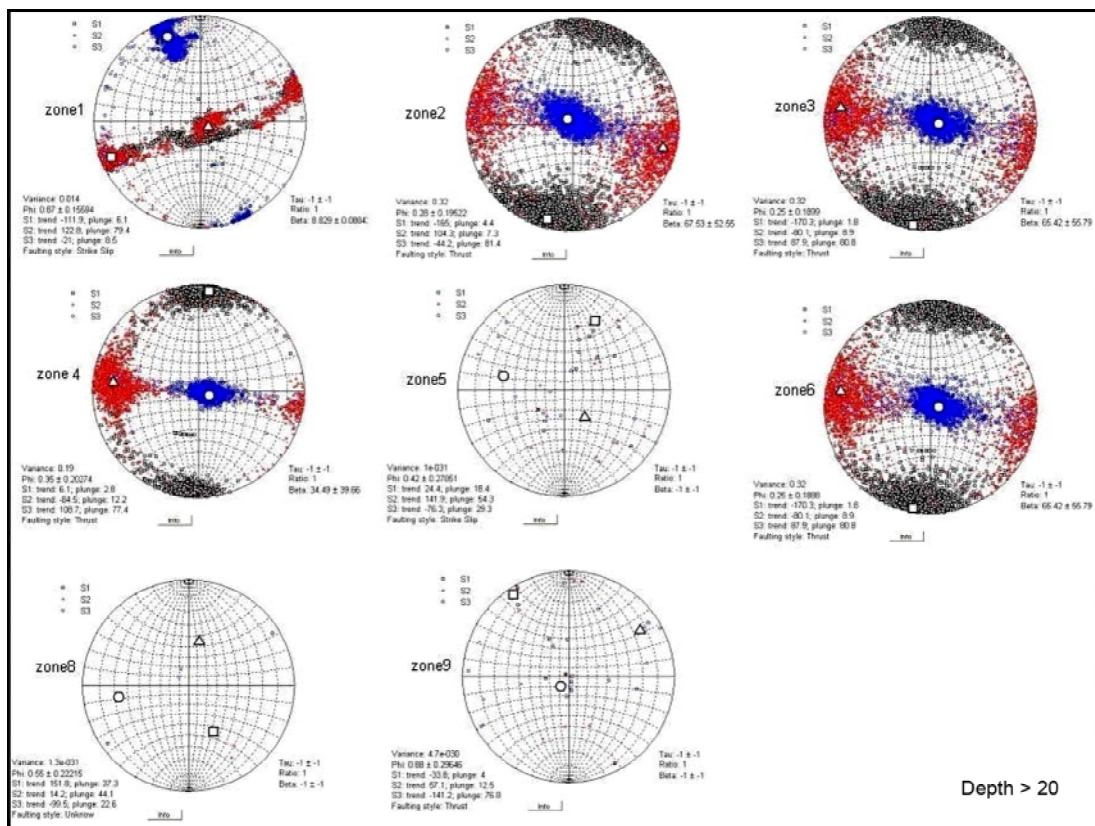 S1
S2
S3
zone1
Variance: 0.014
Phi: 0.87 ± 0.15584
S1: trend: -111.9; plunge: 6.1
S2: trend: 122.8; plunge: 79.4
S3: trend: -21; plunge: 8.5
Faulting style: Strike Slip
Info
Tau: -1 ± -1
Ratio: 1
S1
S2
S3
zone2
Variance: 0.32
Phi: 0.28 ± 0.19522
S1: trend: -165; plunge: 4.4
S2: trend: 104.3; plunge: 7.3
S3: trend: -44.2; plunge: 81.4
Faulting style: Thrust
Info
Tau: -1 ± -1
Ratio: 1
Beta: 67.53 ± 52.55
S1
S2
S3
zone3
Variance: 0.32
Phi: 0.25 ± 0.1899
S1: trend: -170.3; plunge: 1.8
S2: trend: -80.1; plunge: 8.9
S3: trend: 87.9; plunge: 80.8
Faulting style: Thrust
Info
Tau: -1 ± -1
Ratio: 1
Beta: 65.42 ± 55.79
S1
S2
S3
zone 4
Variance: 0.19
Phi: 0.35 ± 0.20274
S1: trend: 6.1; plunge: 2.8
S2: trend: -84.5; plunge: 12.2
S3: trend: 108.7; plunge: 77.4
Faulting style: Thrust
Info
Tau: -1 ± -1
Ratio: 1
Beta: 34.49 ± 39.66
S1
S2
S3
zone5
Variance: 1e-031
Phi: 0.42 ± 0.27851
S1: trend: 24.4; plunge: 18.4
S2: trend: 141.9; plunge: 54.3
S3: trend: -76.3; plunge: 29.3
Faulting style: Strike Slip
Info
Tau: -1 ± -1
Ratio: 1
Beta: -1 ± -1
S1
S2
S3
zone6
Variance: 0.32
Phi: 0.26 ± 0.1898
S1: trend: -170.3; plunge: 1.8
S2: trend: -80.1; plunge: 8.9
S3: trend: 87.9; plunge: 80.8
Faulting style: Thrust
Info
Tau: -1 ± -1
Ratio: 1
Beta: 65.42 ± 55.79
S1
S2
S3
zone8
Variance: 1.3e-031
Phi: 0.55 ± 0.22215
S1: trend: 151.8; plunge: 37.3
S2: trend: 14.2; plunge: 44.1
S3: trend: -99.5; plunge: 22.6
Faulting style: Unknow
Info
Tau: -1 ± -1
Ratio: 1
Beta: -1 ± -1
S1
S2
S3
zone9
Variance: 4.7e-030
Phi: 0.88 ± 0.29646
S1: trend: -33.8; plunge: 4
S2: trend: 57.1; plunge: 12.5
S3: trend: -141.2; plunge: 76.8
Faulting style: Thrust
Info
Tau: -1 ± -1
Ratio: 1
Beta: -1 ± -1
Depth > 20